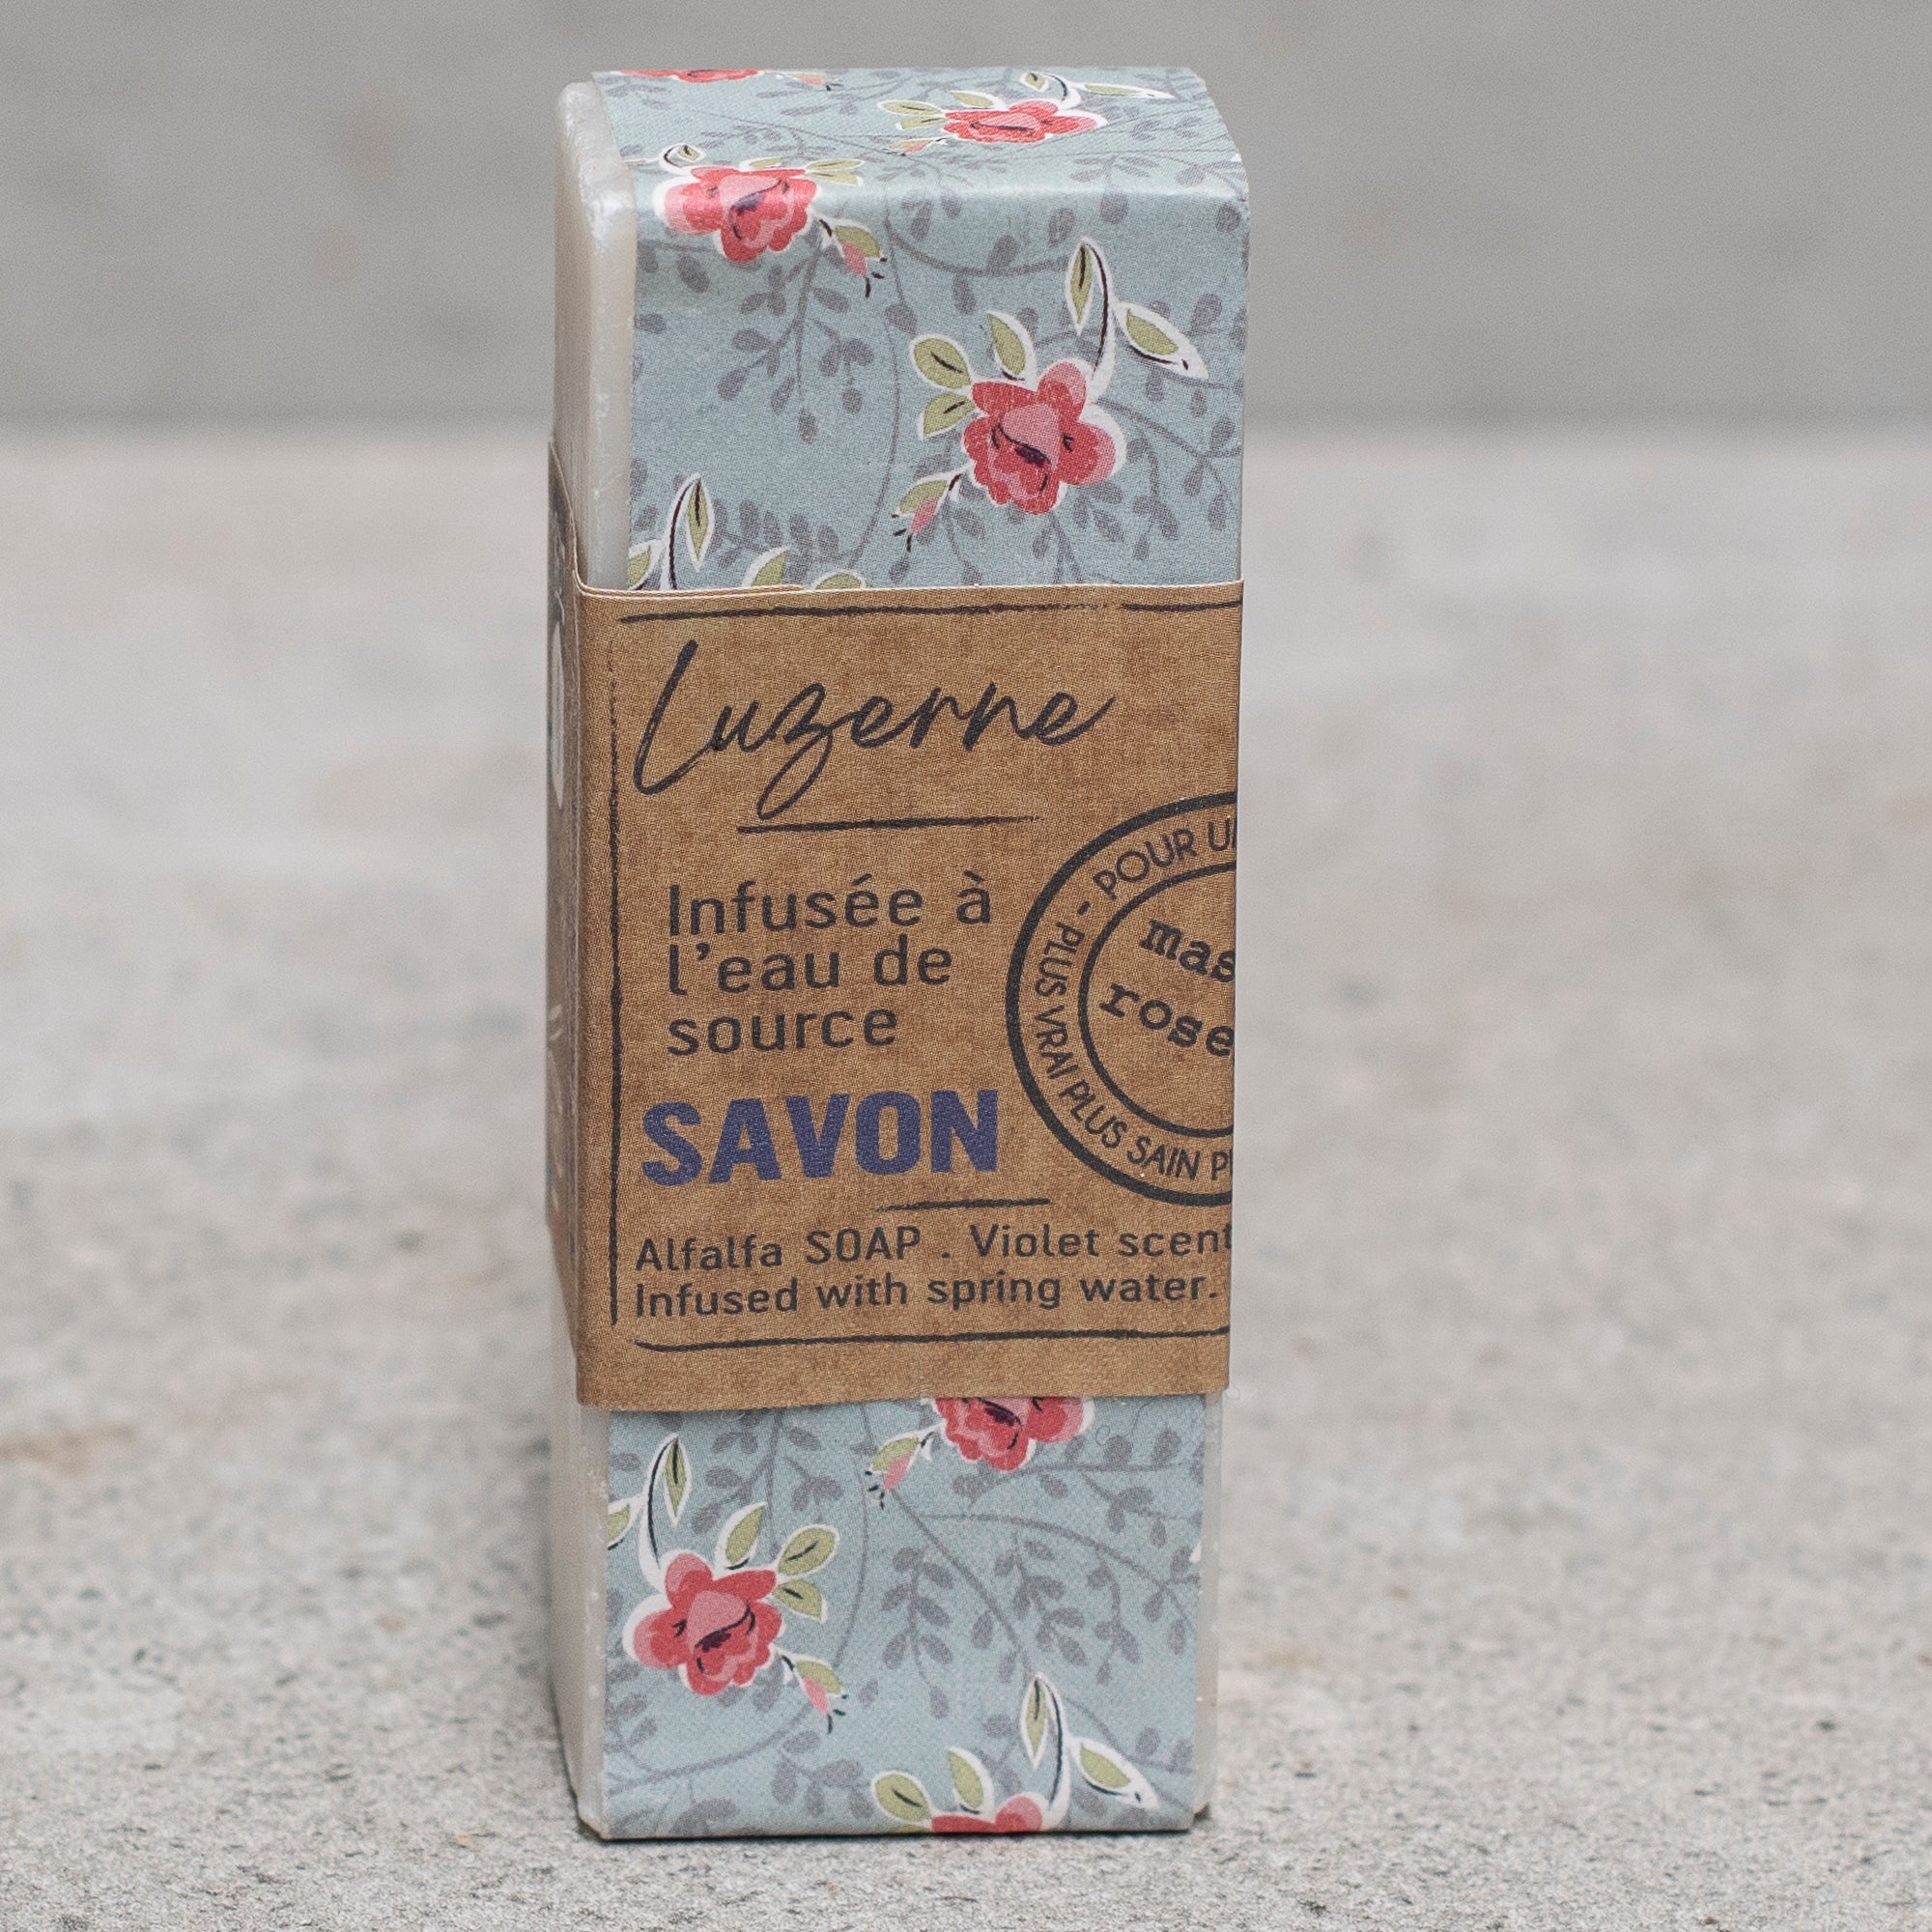 Luzerne
Infusée à
l'eau de
source
SAVON
POUR
mas
rose
- PLUS VRAI PLUS SAIN
Alfalfa SOAP . Violet scent
Infused with spring water.